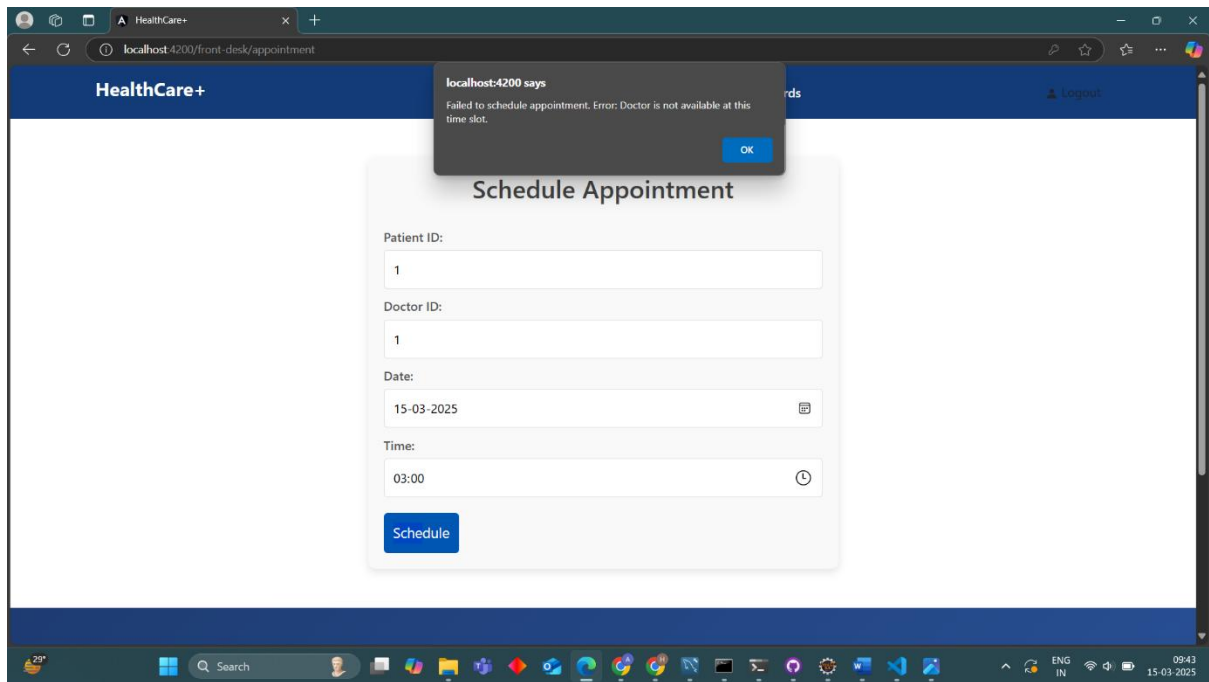 HealthCare+
localhost:4200/front-desk/appointment
HealthCare+
rds
Logout
localhost:4200 says
Failed to schedule appointment. Error: Doctor is not available at this
time slot.
OK
Schedule Appointment
Patient ID:
1
Doctor ID:
1
Date:
15-03-2025
Time:
03:00
Schedule
29°
Search
ENG
IN
09:43
15-03-2025